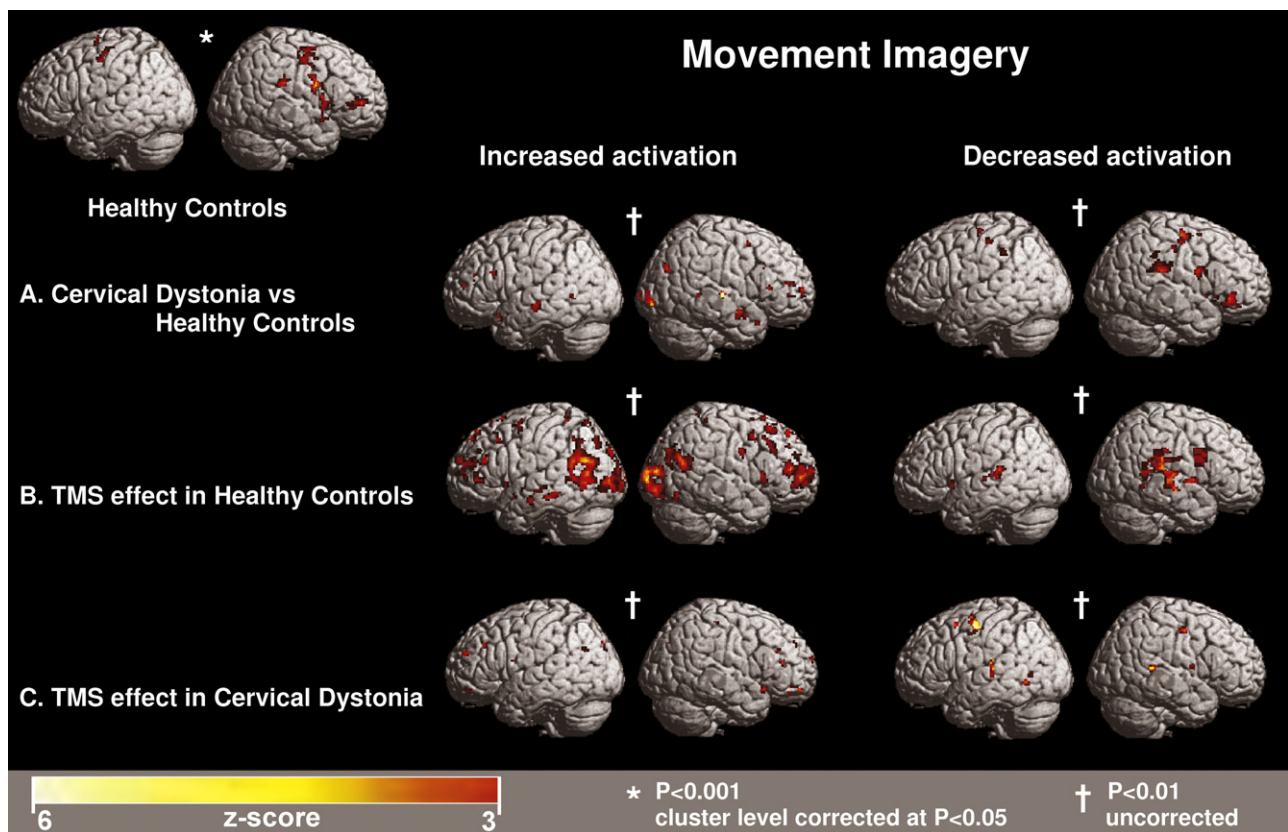 *
Movement Imagery
Healthy Controls
Increased activation
Decreased activation
A. Cervical Dystonia vs
Healthy Controls
† †
B. TMS effect in Healthy Controls
† †
C. TMS effect in Cervical Dystonia
† †
6 z-score 3
* P<0.001
cluster level corrected at P<0.05
† P<0.01
uncorrected